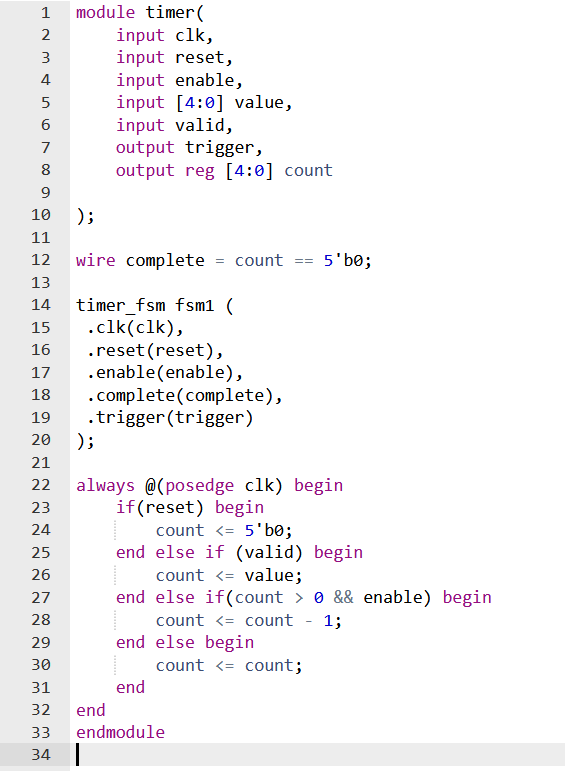 1 module timer(
2     input clk,
3     input reset,
4     input enable,
5     input [4:0] value,
6     input valid,
7     output trigger,
8     output reg [4:0] count
9
10 );
11
12 wire complete = count == 5'b0;
13
14 timer_fsm fsm1 (
15  .clk(clk),
16  .reset(reset),
17  .enable(enable),
18  .complete(complete),
19  .trigger(trigger)
20 );
21
22 always @(posedge clk) begin
23     if(reset) begin
24         count <= 5'b0;
25     end else if (valid) begin
26         count <= value;
27     end else if(count > 0 && enable) begin
28         count <= count - 1;
29     end else begin
30         count <= count;
31     end
32 end
33 endmodule
34